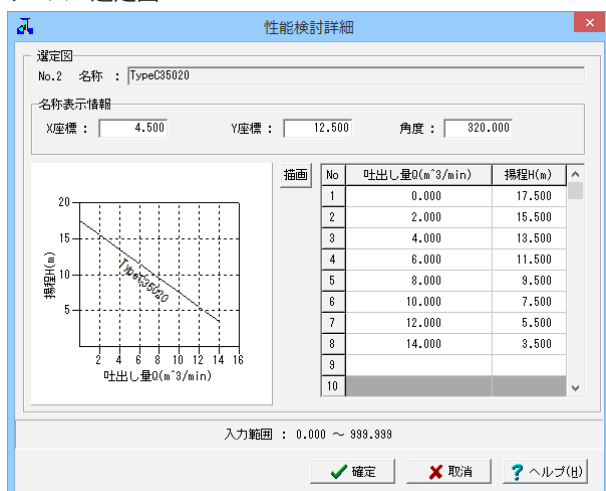 性能検討詳細
選定図
No.2 名称 : TypeC35020
名称表示情報
X座標 : 4.500 Y座標 : 12.500 角度 : 320.000
描画
No 吐出し量Q(m^3/min) 揚程H(m)
1 0.000 17.500
2 2.000 15.500
3 4.000 13.500
4 6.000 11.500
5 8.000 9.500
6 10.000 7.500
7 12.000 5.500
8 14.000 3.500
9
10
20
15
10
5
揚程H(m)
TypeC35020
2 4 6 8 10 12 14 16
吐出し量Q(m^3/min)
入力範囲 : 0.000 ～ 999.999
確定 取消 ヘルプ(H)